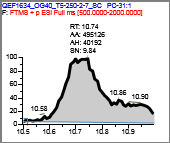 QEF1634_OG40_T5-250-2-7_SC PC-31:1
F: FTMS + p ESI Full ms [500.0000-2000.0000]
RT: 10.74
AA: 495126
AH: 40192
SN: 9.84
100
80
60
40
20
0
10.58
10.86
10.90
10.5 10.6 10.7 10.8 10.9